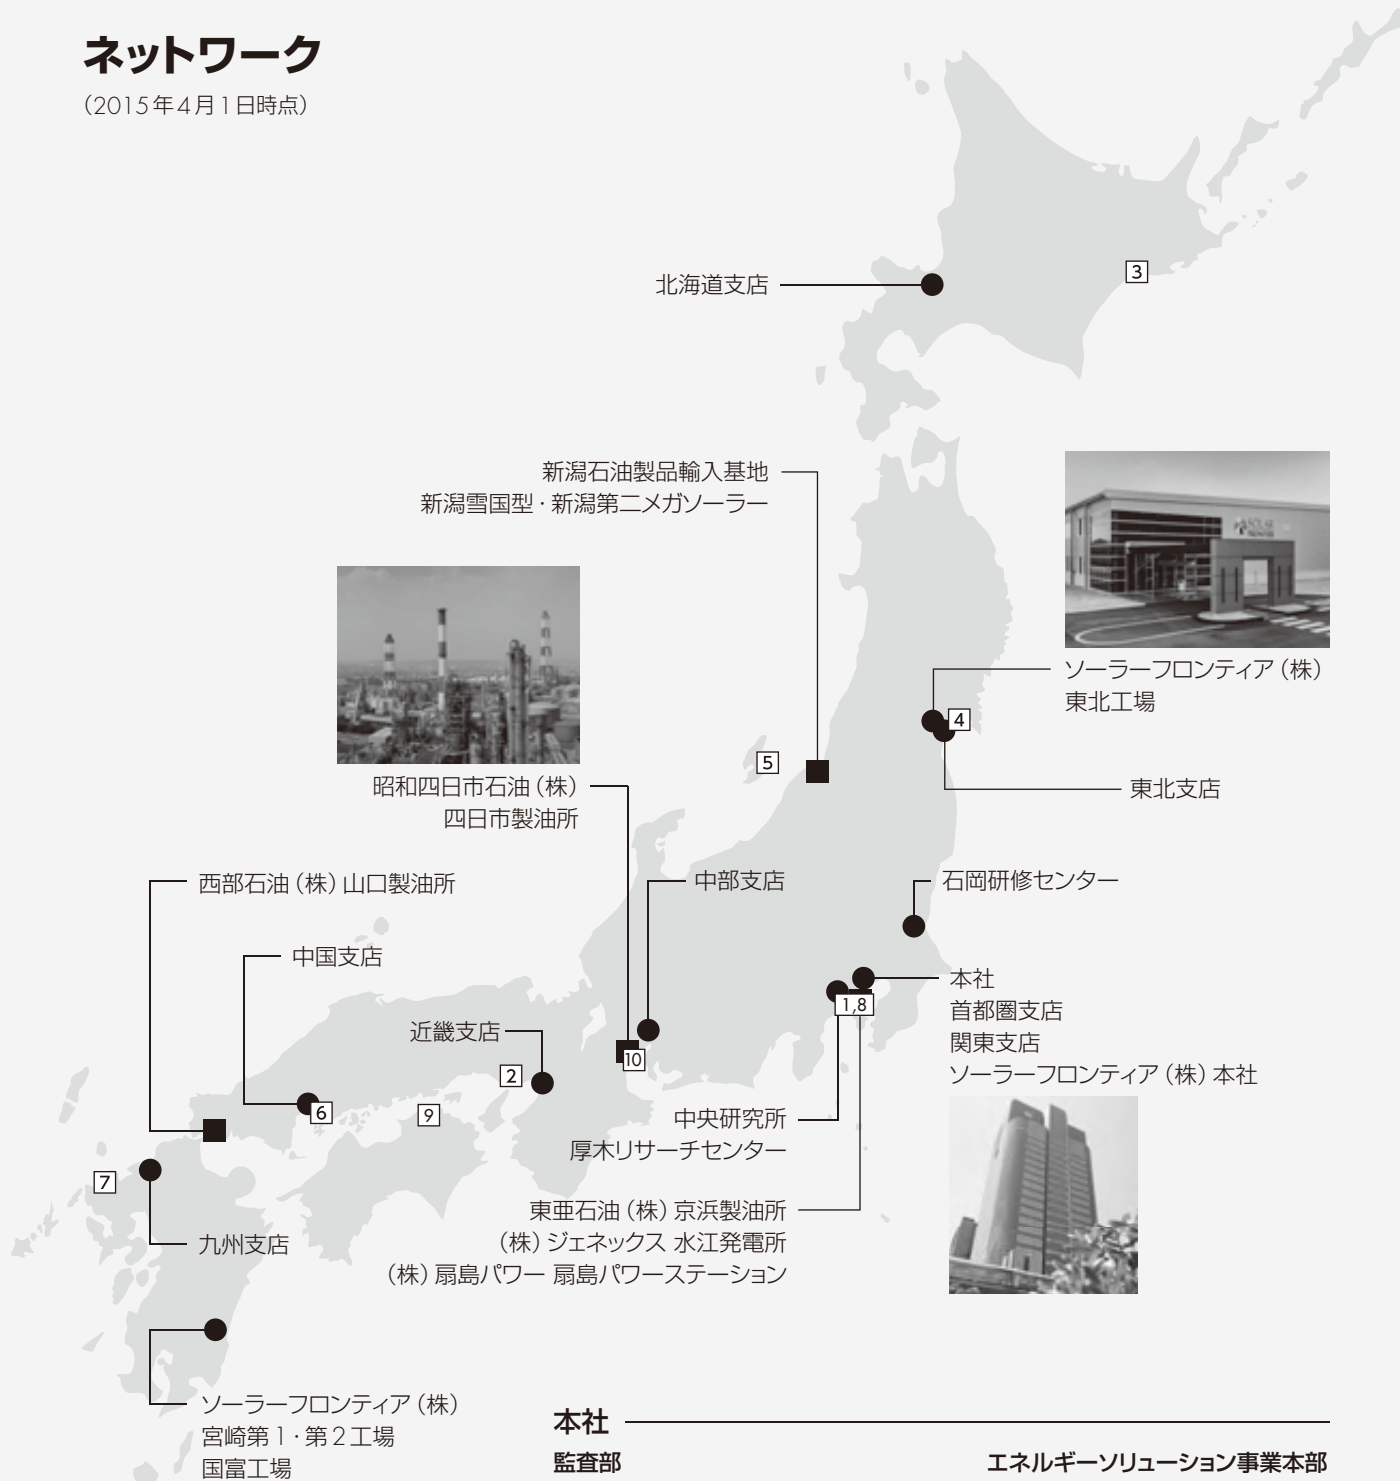 ネットワーク
（2015年4月1日時点）
3
北海道支店
新潟石油製品輸入基地
新潟雪国型・新潟第二メガソーラー
SOLAR
FRONTIER
ソーラーフロンティア（株）
東北工場
4
5
東北支店
昭和四日市石油（株）
四日市製油所
西部石油（株）山口製油所
中部支店
石岡研修センター
中国支店
本社
首都圏支店
関東支店
ソーラーフロンティア（株）本社
1,8
近畿支店
10
2
6
9
中央研究所
厚木リサーチセンター
7
東亜石油（株）京浜製油所
（株）ジェネックス 水江発電所
（株）扇島パワー 扇島パワーステーション
九州支店
ソーラーフロンティア（株）
宮崎第1・第2工場
国富工場
本社
監査部
エネルギーソリューション事業本部